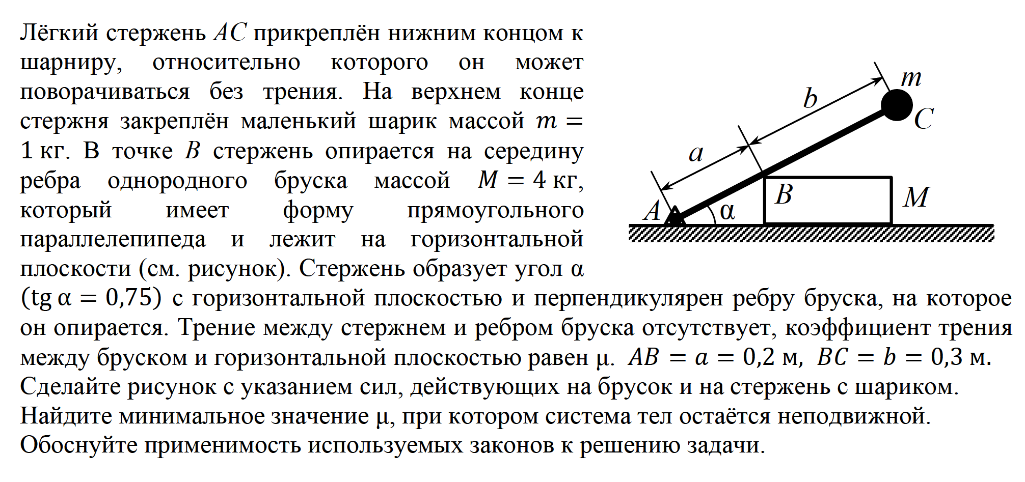 Лёгкий стержень AC прикреплён нижним концом к
шарниру, относительно которого он может
поворачиваться без трения. На верхнем конце
стержня закреплён маленький шарик массой m =
1 кг. В точке B стержень опирается на середину
ребра однородного бруска массой M = 4 кг,
который имеет форму прямоугольного
параллелепипеда и лежит на горизонтальной
плоскости (см. рисунок). Стержень образует угол α
(tg α = 0,75) с горизонтальной плоскостью и перпендикулярен ребру бруска, на которое
он опирается. Трение между стержнем и ребром бруска отсутствует, коэффициент трения
между бруском и горизонтальной плоскостью равен μ. AB = a = 0,2 м, BC = b = 0,3 м.
Сделайте рисунок с указанием сил, действующих на брусок и на стержень с шариком.
Найдите минимальное значение μ, при котором система тел остаётся неподвижной.
Обоснуйте применимость используемых законов к решению задачи.
m
b
C
a
B
M
A
α